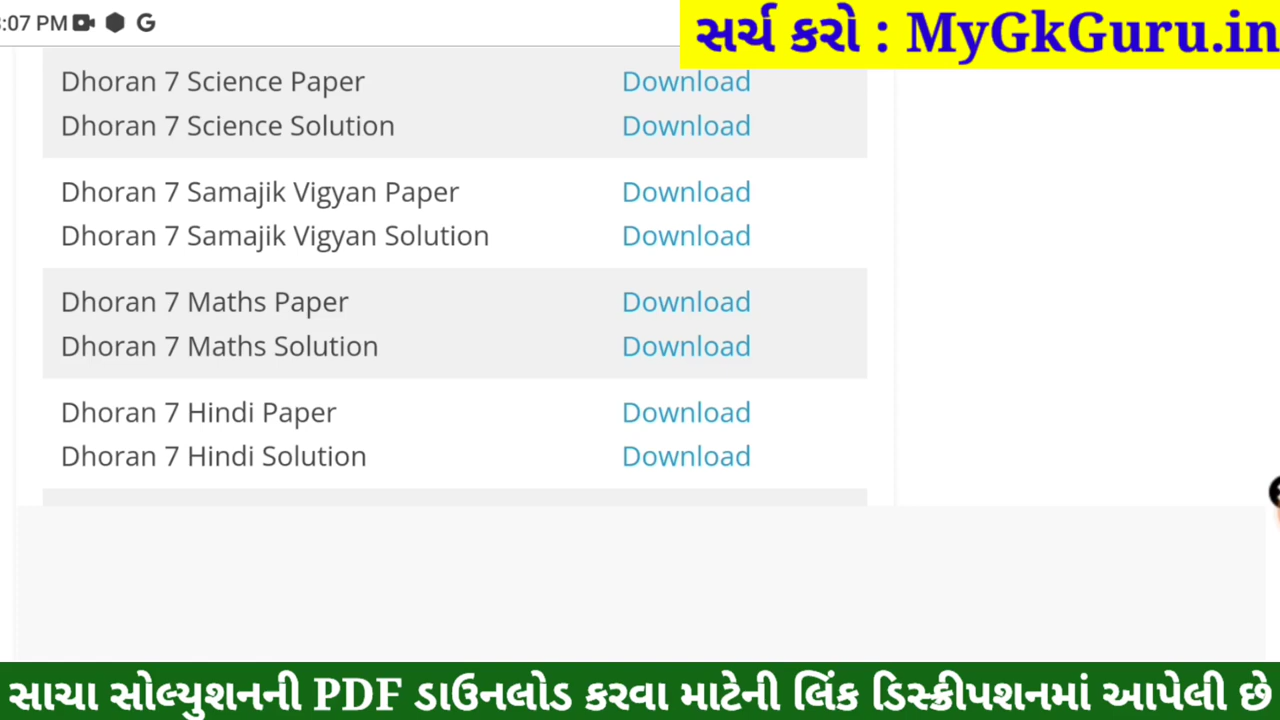 :07 PM
સર્ચ કરો : MyGkGuru.in
Dhoran 7 Science Paper Download
Dhoran 7 Science Solution Download
Dhoran 7 Samajik Vigyan Paper Download
Dhoran 7 Samajik Vigyan Solution Download
Dhoran 7 Maths Paper Download
Dhoran 7 Maths Solution Download
Dhoran 7 Hindi Paper Download
Dhoran 7 Hindi Solution Download
સાચા સોલ્યુશનની PDF ડાઉનલોડ કરવા માટેની લિંક ડિસ્ક્રીપશનમાં આપેલી છે